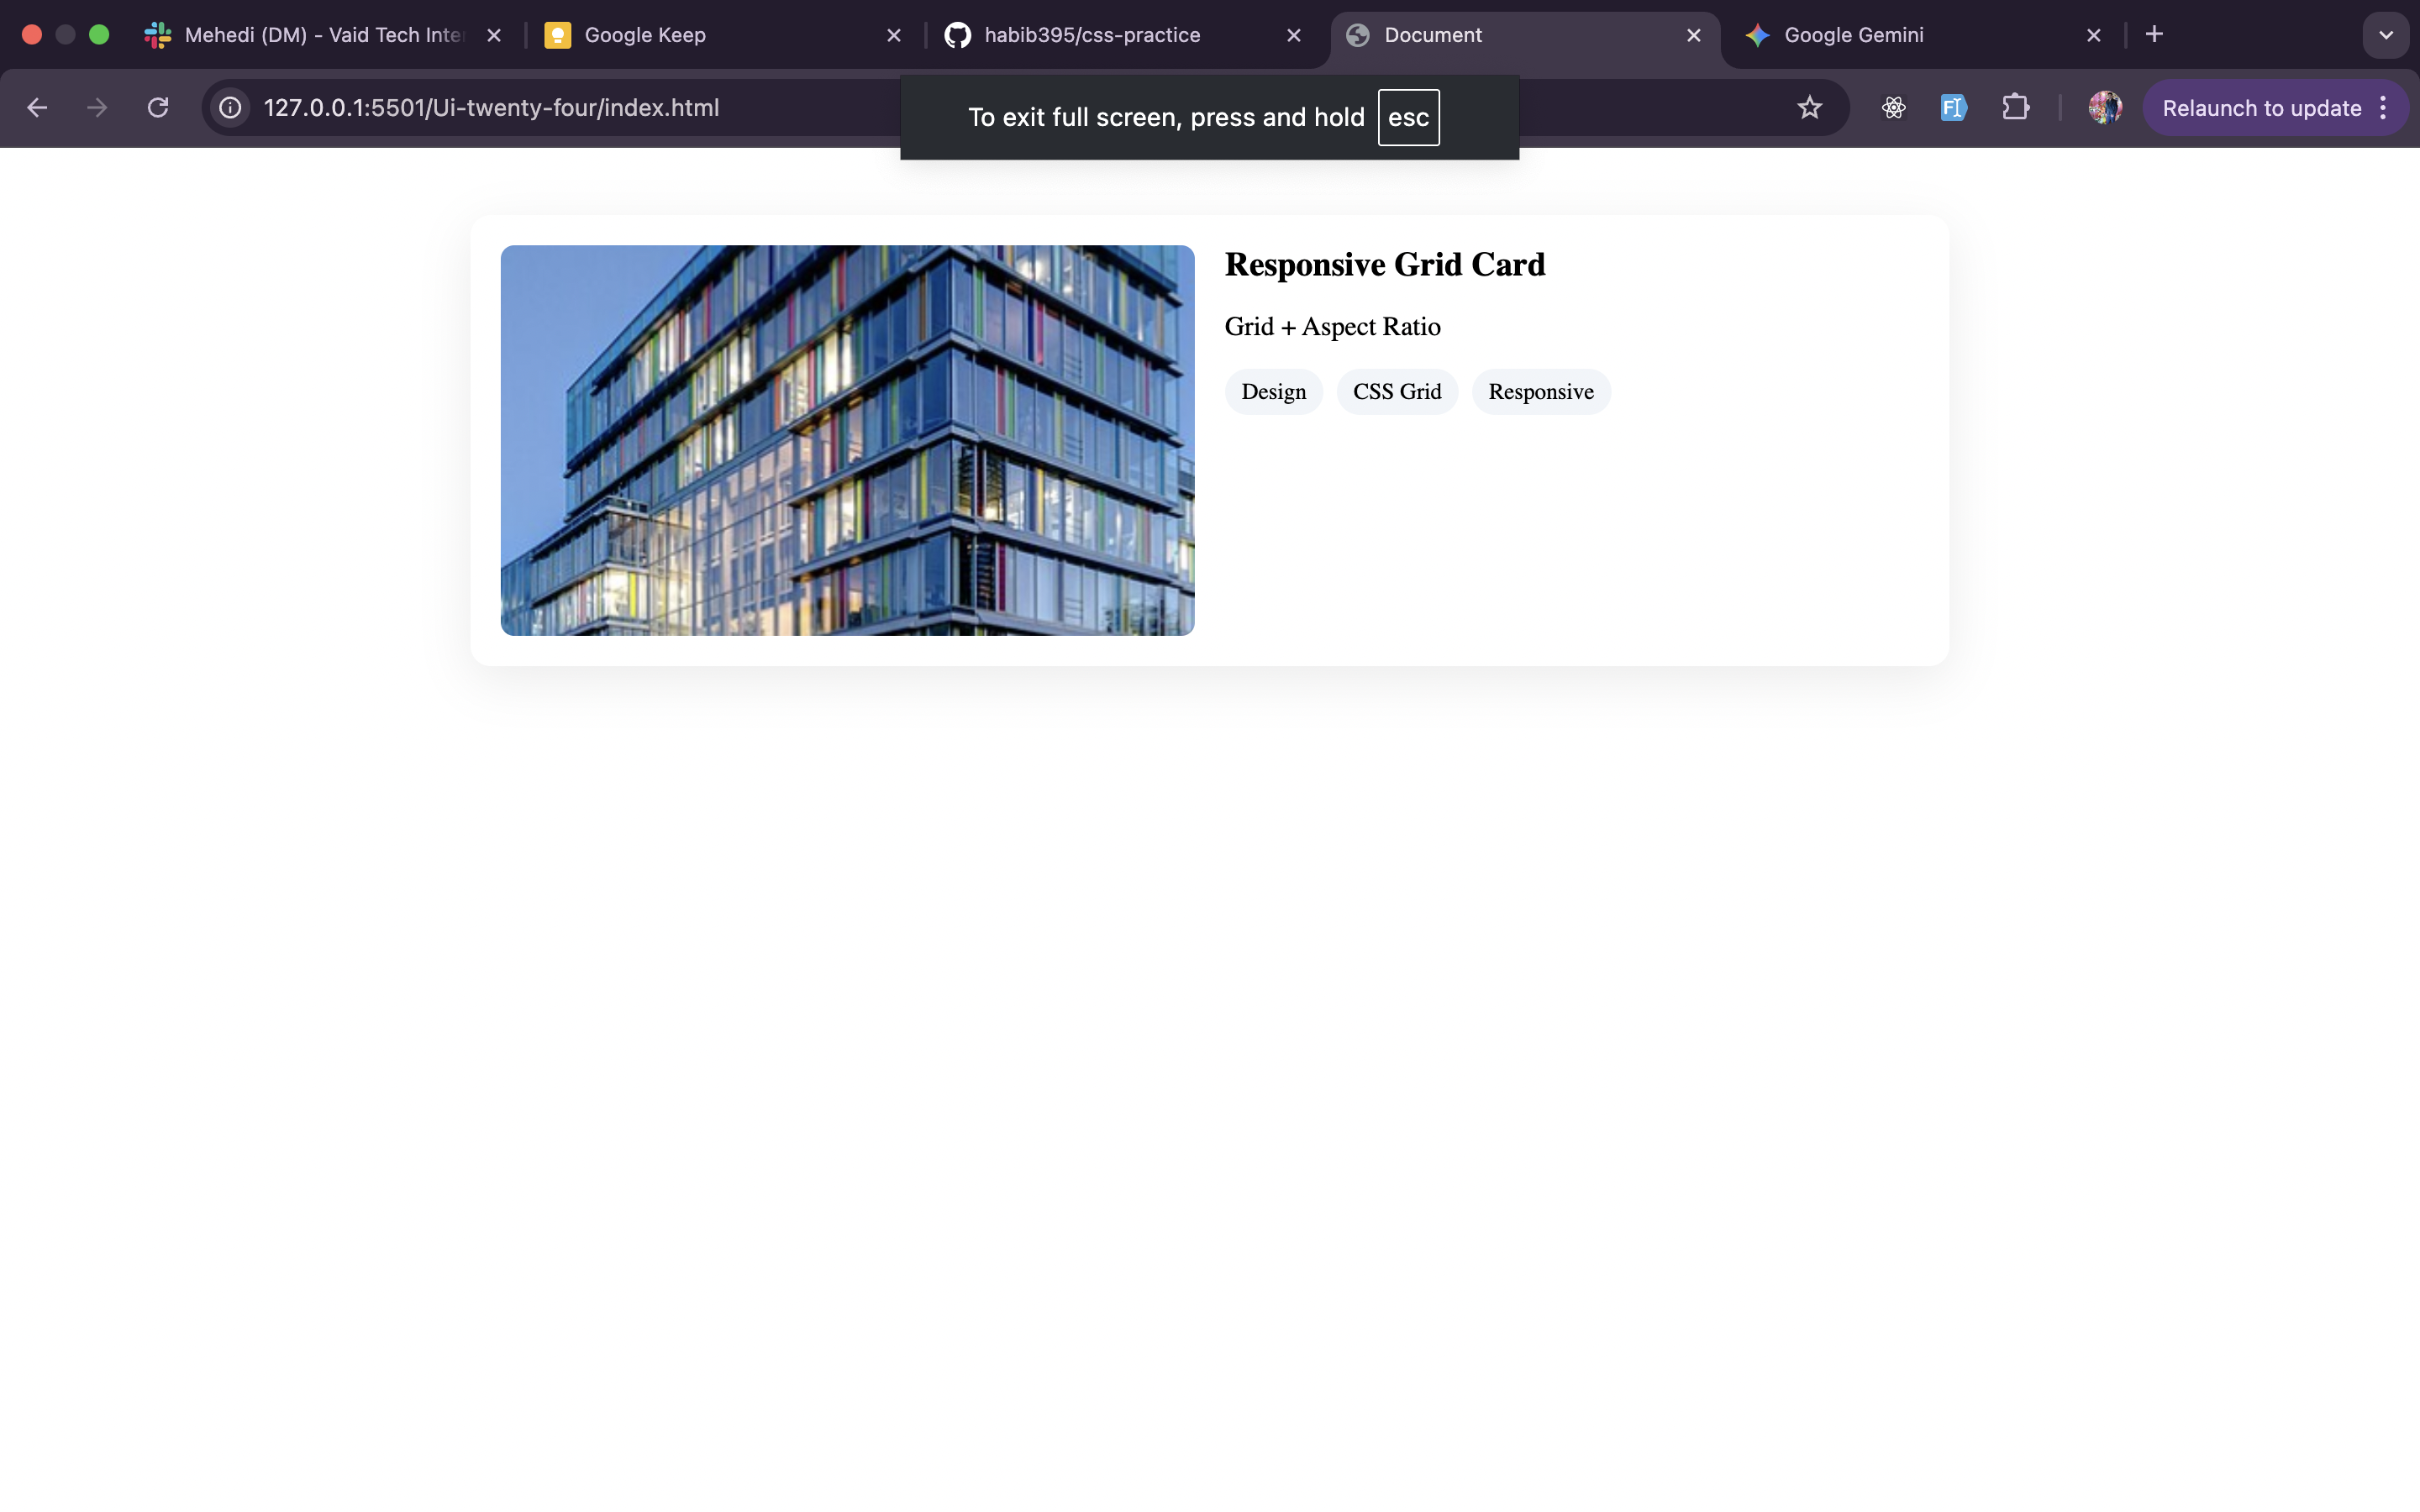 Mehedi (DM) - Vaid Tech Inte
Google Keep
habib395/css-practice
Document
Google Gemini
127.0.0.1:5501/Ui-twenty-four/index.html
To exit full screen, press and hold esc
Relaunch to update
Responsive Grid Card
Grid + Aspect Ratio
Design CSS Grid Responsive